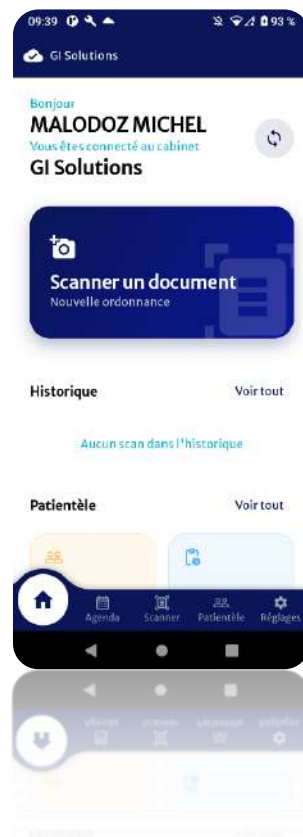 09:39 93 %
GI Solutions
Bonjour
MALODOZ MICHEL
Vous êtes connecté au cabinet
GI Solutions
Scanner un document
Nouvelle ordonnance
Historique Voir tout
Aucun scan dans l'historique
Patientèle Voir tout
Agenda Scanner Patientèle Réglages